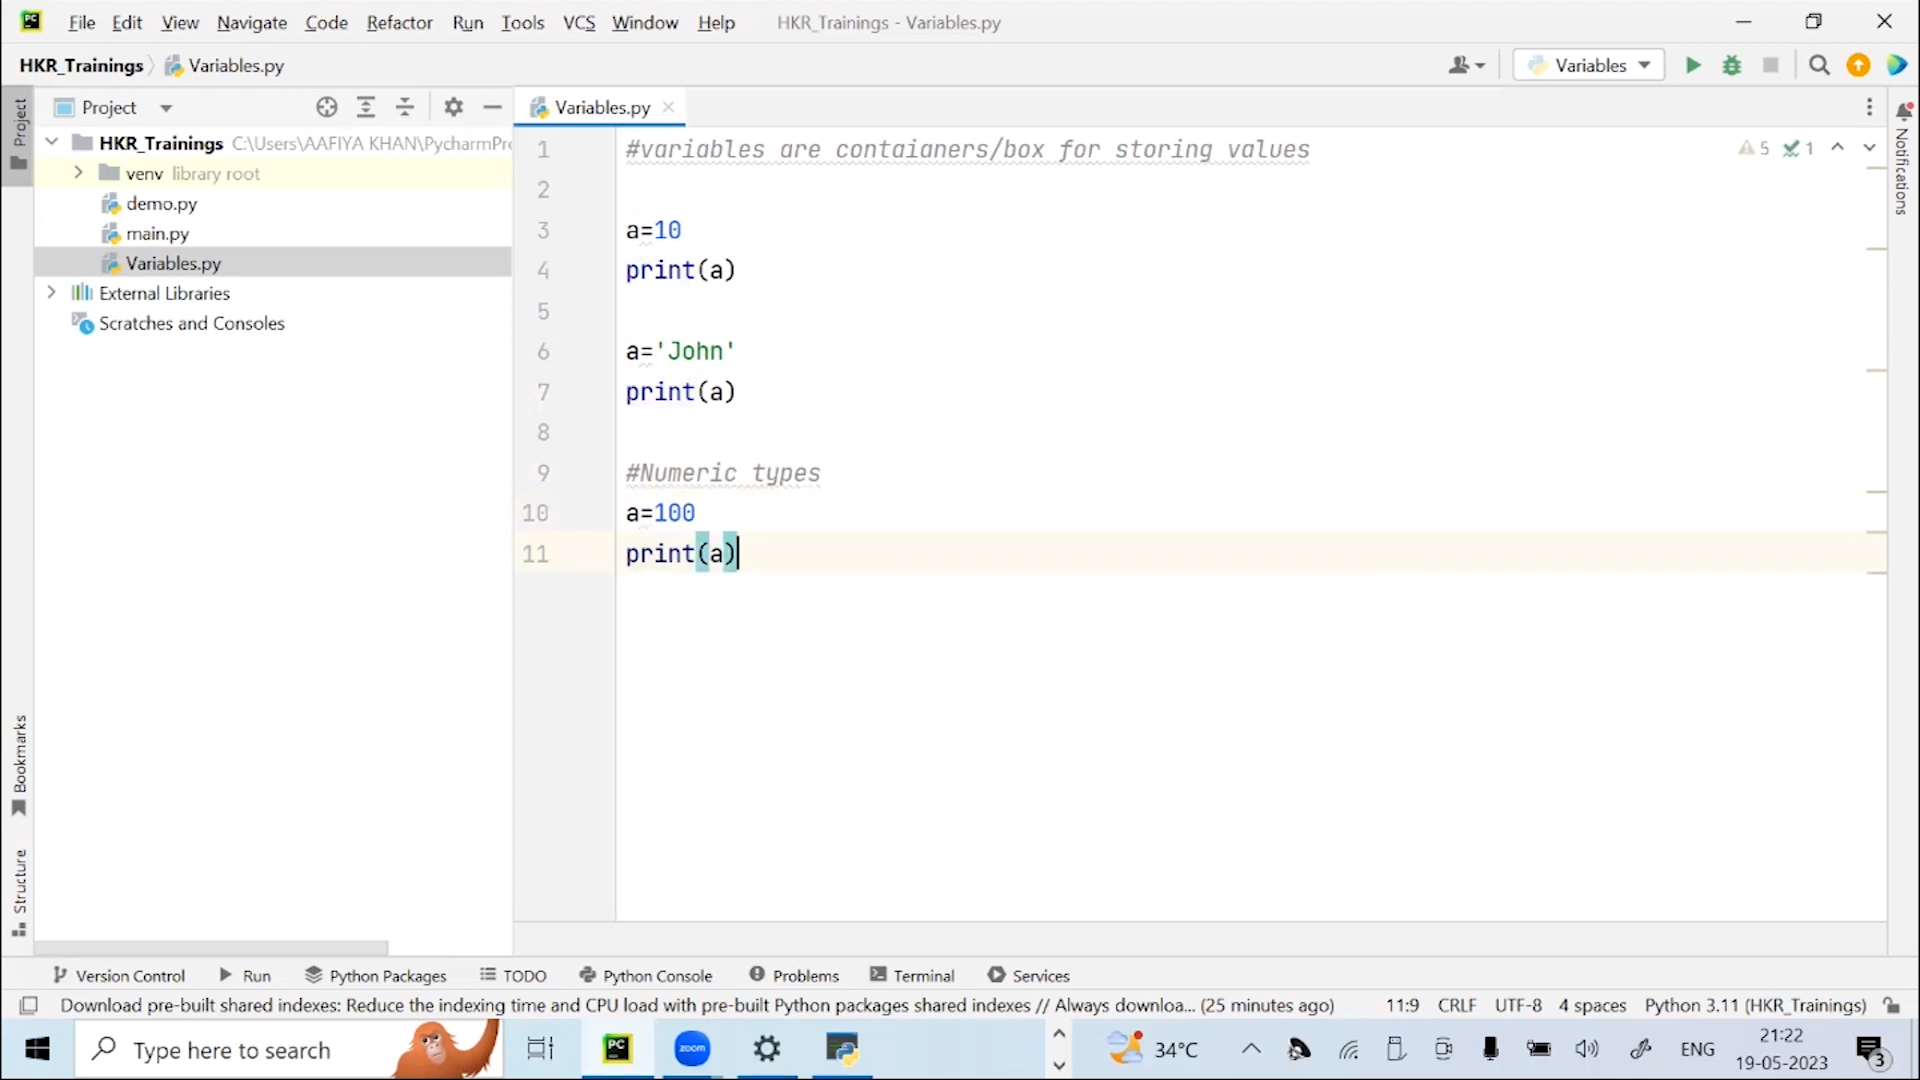 PC File Edit View Navigate Code Refactor Run Tools VCS Window Help HKR_Trainings - Variables.py
HKR_Trainings Variables.py Variables
Project
Project
Variables.py
Notifications
HKR_Trainings C:\Users\AAFIYA KHAN\PycharmPr
venv library root
demo.py
main.py
Variables.py
External Libraries
Scratches and Consoles
5 1
1 #variables are contaianers/box for storing values
2
3 a=10
4 print(a)
5
6 a='John'
7 print(a)
8
9 #Numeric types
10 a=100
11 print(a)
Bookmarks
Structure
Version Control Run Python Packages TODO Python Console Problems Terminal Services
Download pre-built shared indexes: Reduce the indexing time and CPU load with pre-built Python packages shared indexes // Always downloa... (25 minutes ago) 11:9 CRLF UTF-8 4 spaces Python 3.11 (HKR_Trainings)
Type here to search PC zoom 34°C ENG 21:22
19-05-2023 3